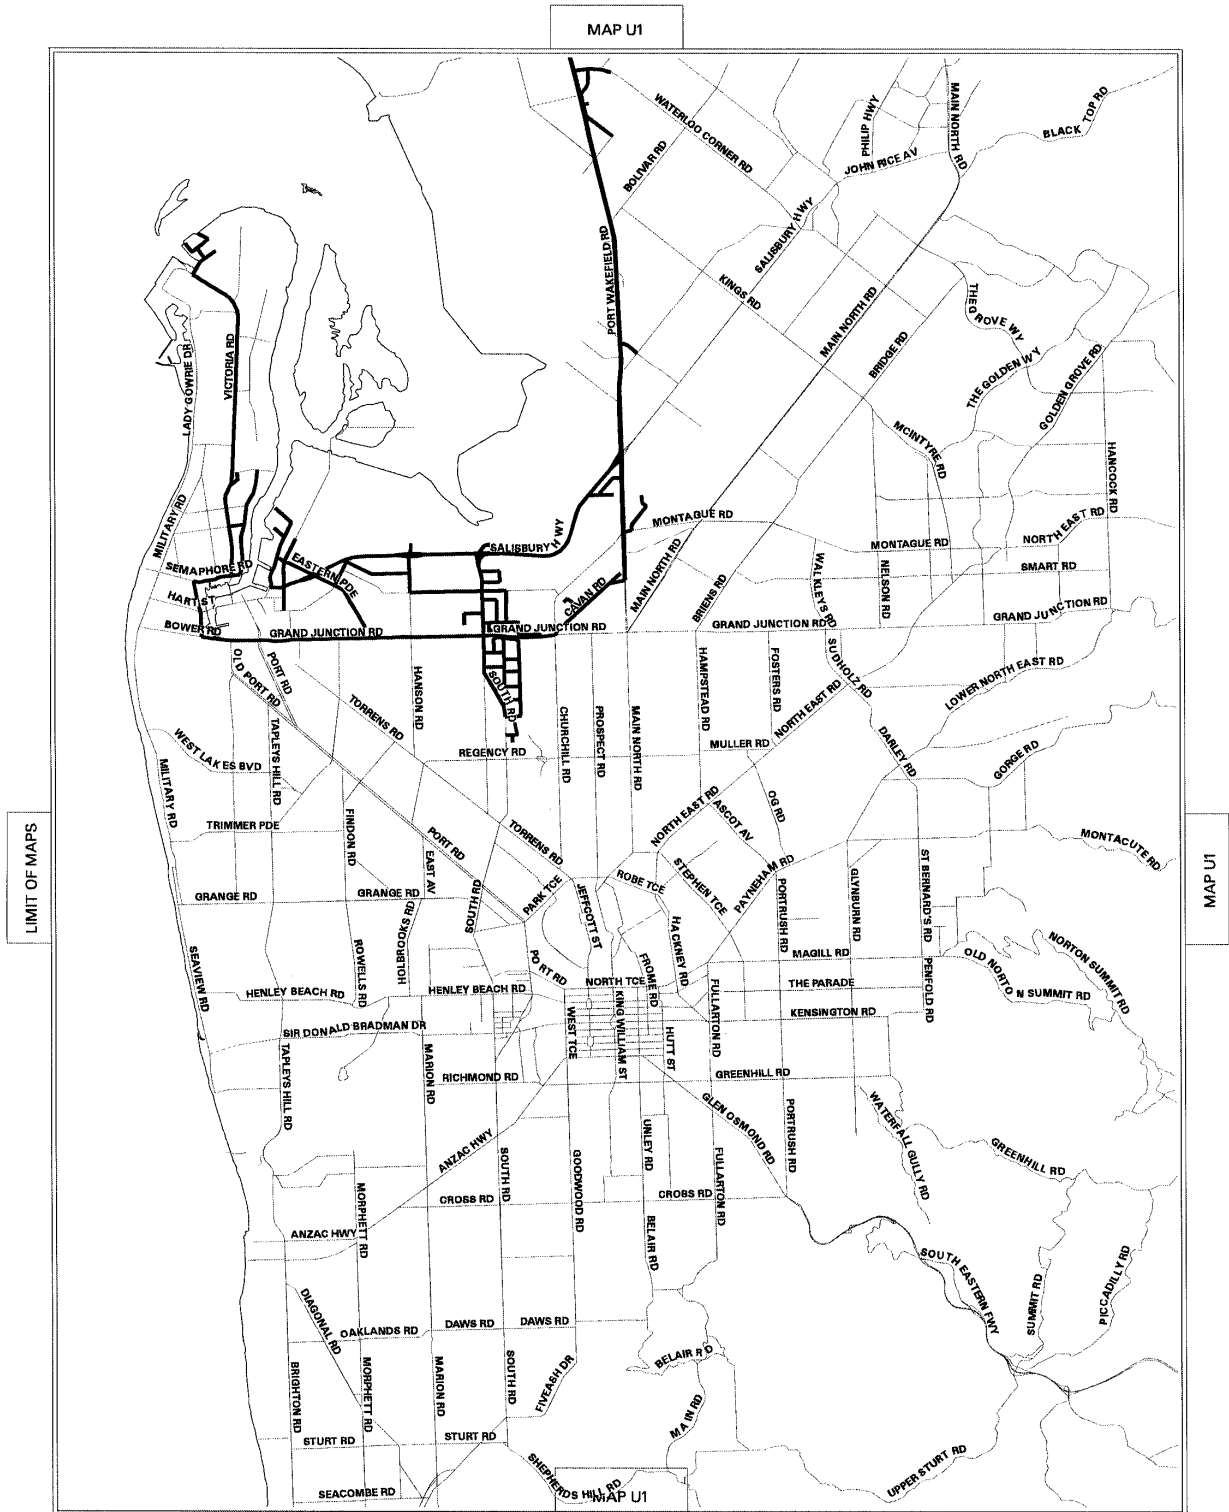 MAP U1
WATERLOO CORNER RD
PHILIP HWY
MAIN NORTH RD
BLACK TOP RD
JOHN RICE AV
BOLIVAR RD
SALISBURY HWY
PORT WAKEFIELD RD
KINGS RD
THE GROVE WY
MAIN NORTH RD
BRIDGE RD
THE GOLDEN WY
GOLDEN GROVE RD
LADY GOWRIE DR
VICTORIA RD
MCINTYRE RD
HANCOCK RD
MILITARY RD
MONTAGUE RD
NORTH EAST RD
SALISBURY HWY
MONTAGUE RD
SEMAPHORE RD
EASTERN PDE
MAIN NORTH RD
WALKLEYS RD
NELSON RD
SMART RD
HART ST
CAVAN RD
BRIENS RD
BOWER RD
GRAND JUNCTION RD
GRAND JUNCTION RD
GRAND JUNCTION RD
GRAND JUNCTION RD
OLD PORT RD
PORT RD
HANSON RD
SOUTH RD
HAMPSTEAD RD
FOSTERS RD
SUDHOLZ RD
LOWER NORTH EAST RD
TORRENS RD
NORTH EAST RD
CHURCHILL RD
PROSPECT RD
MAIN NORTH RD
WEST LAKES BVD
TAPLEYS HILL RD
REGENCY RD
MULLER RD
DARLEY RD
GORGE RD
MILITARY RD
LIMIT OF MAPS
TRIMMER PDE
FINDON RD
PORT RD
TORRENS RD
NORTH EAST RD
ASCOT AV
OG RD
MONTACUTE RD
MAP U1
EAST AV
GRANGE RD
GRANGE RD
HOLBROOKS RD
SOUTH RD
PARK TCE
JEFFCOTT ST
ROBE TCE
STEPHEN TCE
PAYNEHAM RD
PORTRUSH RD
GLYNBURN RD
ST BERNARD'S RD
SEAVIEW RD
ROWELLS RD
PORT RD
HACKNEY RD
FROME RD
MAGILL RD
OLD NORTON SUMMIT RD
NORTON SUMMIT RD
PENFOLD RD
HENLEY BEACH RD
HENLEY BEACH RD
NORTH TCE
THE PARADE
SIR DONALD BRADMAN DR
WEST TCE
KING WILLIAM ST
HUTT ST
FULLARTON RD
KENSINGTON RD
TAPLEYS HILL RD
MARION RD
RICHMOND RD
GREENHILL RD
GLEN OSMOND RD
PORTRUSH RD
WATERFALL GULLY RD
ANZAC HWY
UNLEY RD
GREENHILL RD
SOUTH RD
GOODWOOD RD
FULLARTON RD
MORPHETT RD
CROSS RD
CROSS RD
ANZAC HWY
BELAIR RD
SOUTH EASTERN FWY
SUMMIT RD
PICCADILLY RD
DIAGONAL RD
OAKLANDS RD
DAWS RD
DAWS RD
BRIGHTON RD
MORPHETT RD
MARION RD
SOUTH RD
FIVEASH DR
BELAIR RD
MAIN RD
STURT RD
STURT RD
SHEPHERDS HILL RD
UPPER STURT RD
SEACOMBE RD
MAP U1